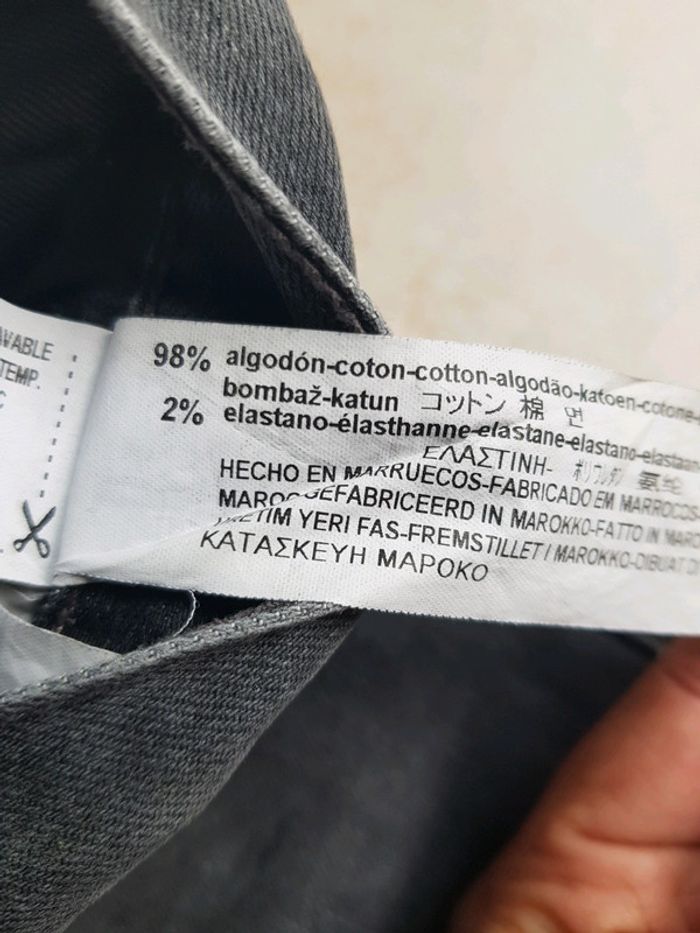 TEMP.
98% algodón-coton-cotton-algodão-katoen-cotone-
bombaž-katun コットン 棉 면
2% elastano-élasthanne-elastane-elastano-elastaan
ΕΛΑΣΤΙΝΗ-
HECHO EN MARRUECOS-FABRICADO EM MARROCOS
GEFABRICEERD IN MAROKKO-FATTO IN
YERI FAS-FREMSTILLET I MAROKKO-DIBUAT DI
ΚΑΤΑΣΚΕΥΗ ΜΑΡΟΚΟ